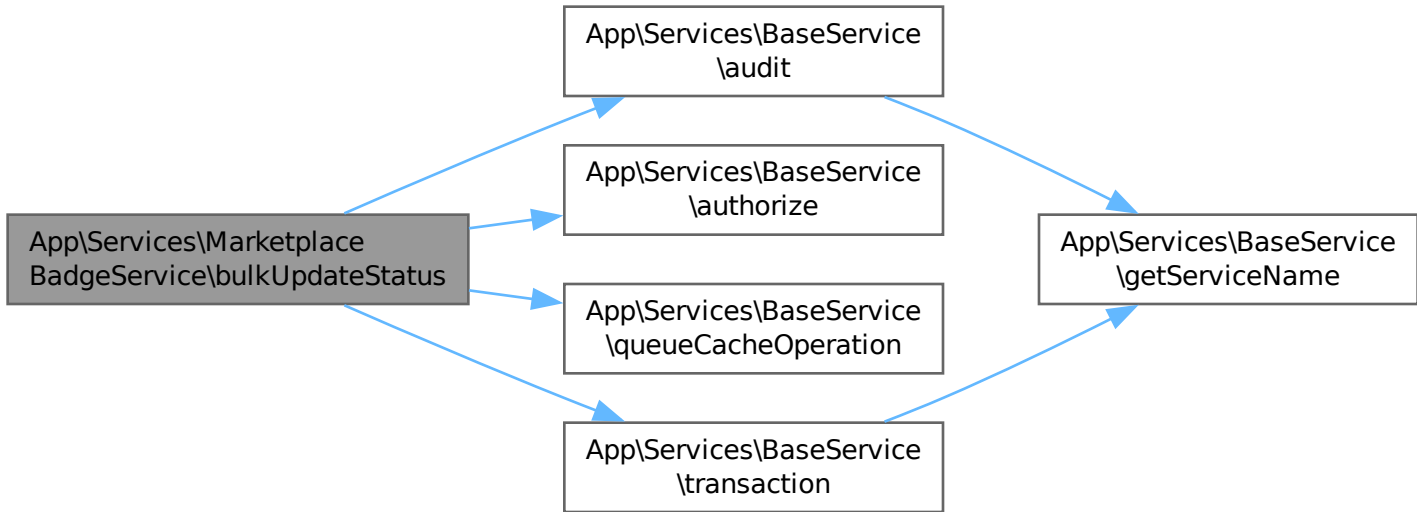 App\Services\Marketplace
BadgeService\bulkUpdateStatus
App\Services\BaseService
\audit
App\Services\BaseService
\authorize
App\Services\BaseService
\queueCacheOperation
App\Services\BaseService
\transaction
App\Services\BaseService
\getServiceName